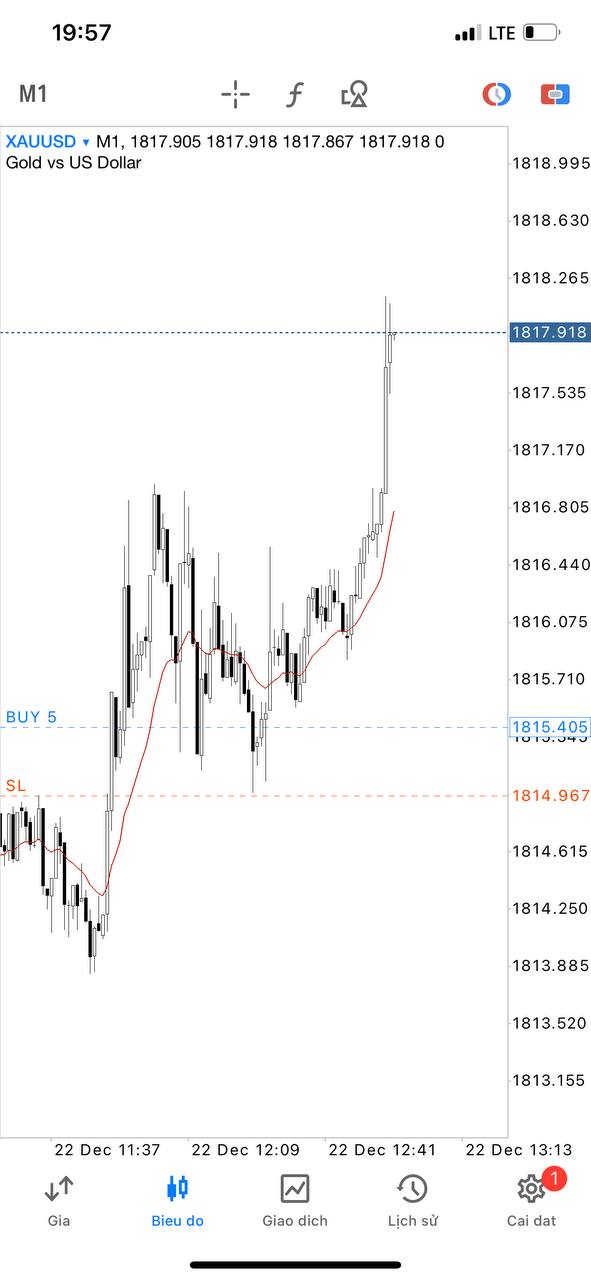 19:57
LTE
M1
XAUUSD M1, 1817.905 1817.918 1817.867 1817.918 0
Gold vs US Dollar
1818.995
1818.630
1818.265
1817.918
1817.535
1817.170
1816.805
1816.440
1816.075
1815.710
BUY 5
1815.405
1815.345
SL
1814.967
1814.615
1814.250
1813.885
1813.520
1813.155
22 Dec 11:37 22 Dec 12:09 22 Dec 12:41 22 Dec 13:13
1
Gia Bieu do Giao dich Lịch sử Cai dat